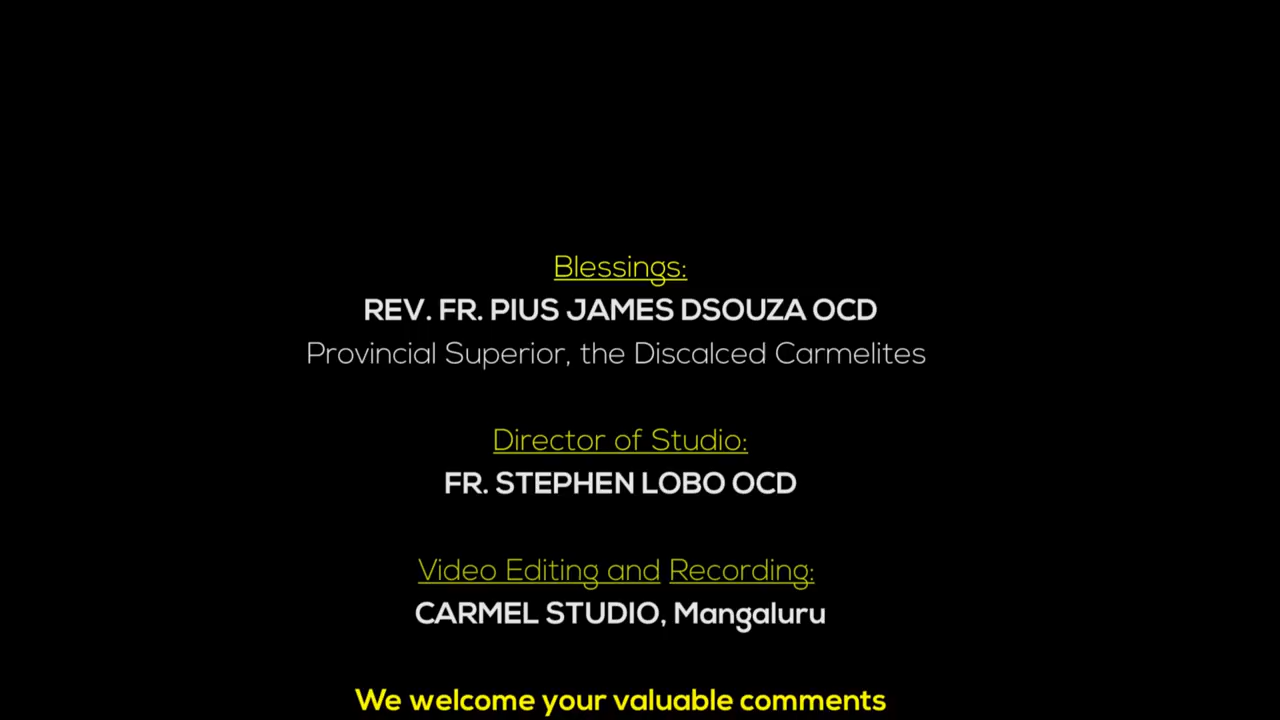 Blessings:
REV. FR. PIUS JAMES DSOUZA OCD
Provincial Superior, the Discalced Carmelites
Director of Studio:
FR. STEPHEN LOBO OCD
Video Editing and Recording:
CARMEL STUDIO, Mangaluru
We welcome your valuable comments